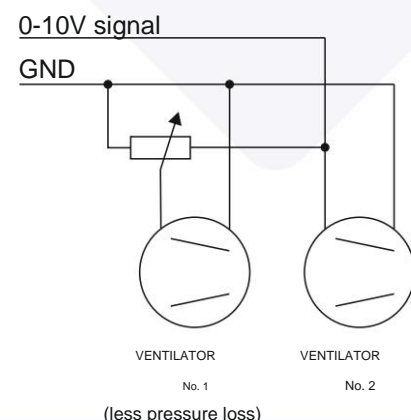 0-10V signal
GND
VENTILATOR VENTILATOR
No. 1 No. 2
(less pressure loss)